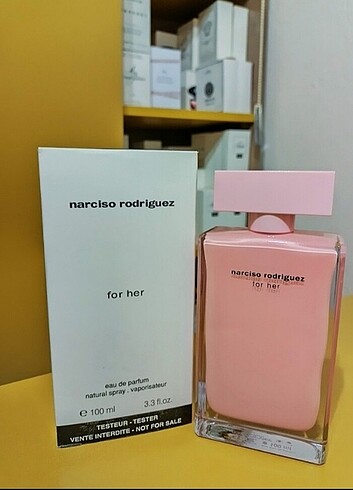 narciso rodriguez
for her
eau de parfum
natural spray . vaporisateur
℮ 100 ml 3.3 fl.oz.
TESTEUR - TESTER
VENTE INTERDITE - NOT FOR SALE
narciso rodriguez
for her